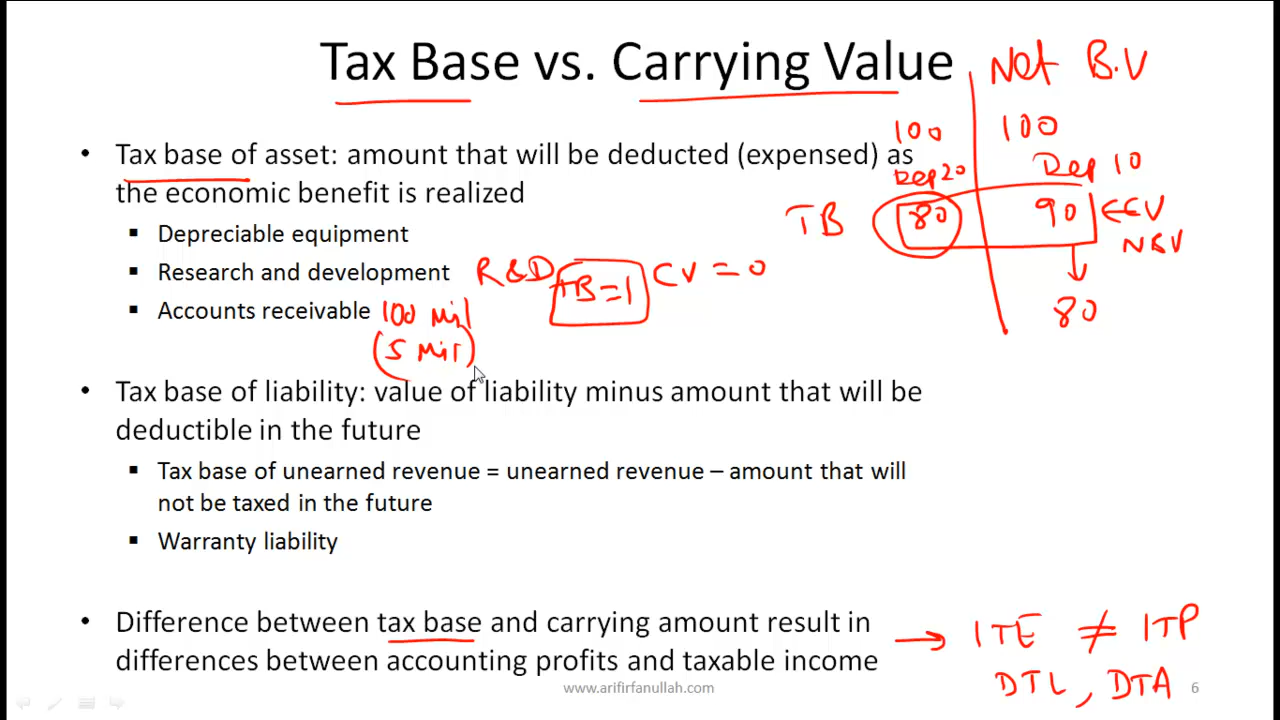 Tax Base vs. Carrying Value
Net B.V
100 100
Dep 20 Dep 10
TB 80 90 ← CV
NBV
80
• Tax base of asset: amount that will be deducted (expensed) as
the economic benefit is realized
▪ Depreciable equipment
▪ Research and development R&D TB = 1 CV = 0
▪ Accounts receivable 100 Mil
(5 Mil)
• Tax base of liability: value of liability minus amount that will be
deductible in the future
▪ Tax base of unearned revenue = unearned revenue – amount that will
not be taxed in the future
▪ Warranty liability
• Difference between tax base and carrying amount result in
differences between accounting profits and taxable income
→ ITE ≠ ITP
DTL, DTA
www.arifirfanullah.com
6